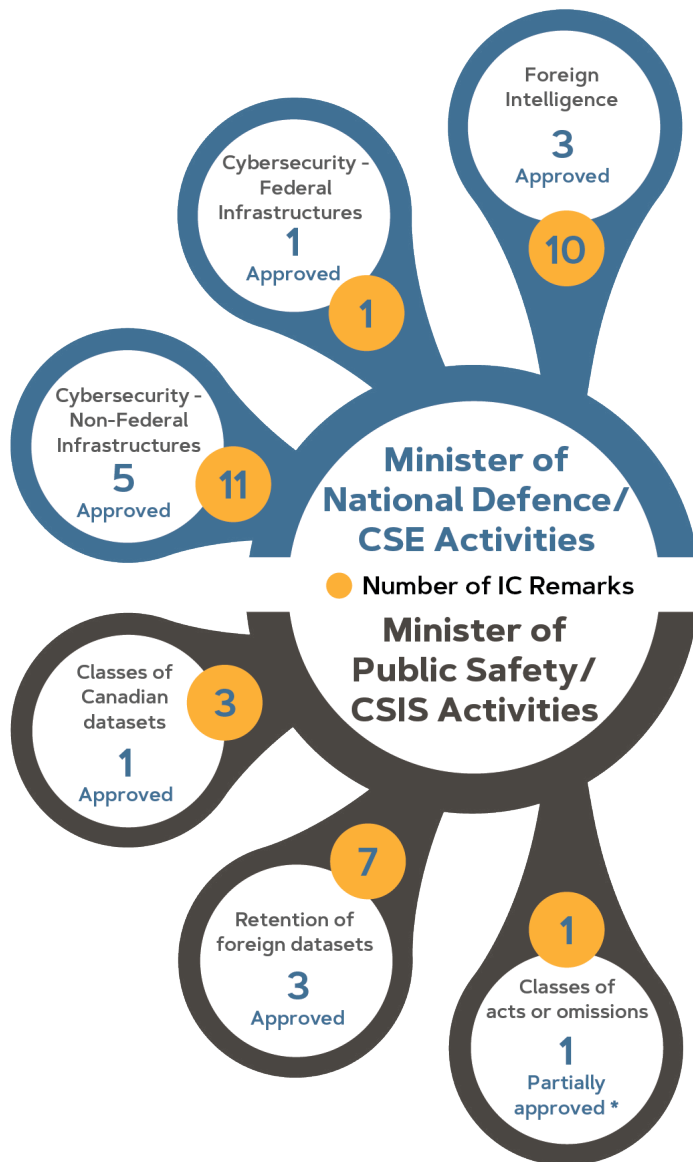 Foreign
Intelligence
3
Approved
10
Cybersecurity -
Federal
Infrastructures
1
Approved
1
Cybersecurity -
Non-Federal
Infrastructures
5
Approved
11
Minister of
National Defence/
CSE Activities
Number of IC Remarks
Minister of
Public Safety/
CSIS Activities
Classes of
Canadian
datasets
1
Approved
3
7
Retention of
foreign datasets
3
Approved
1
Classes of
acts or omissions
1
Partially
approved *